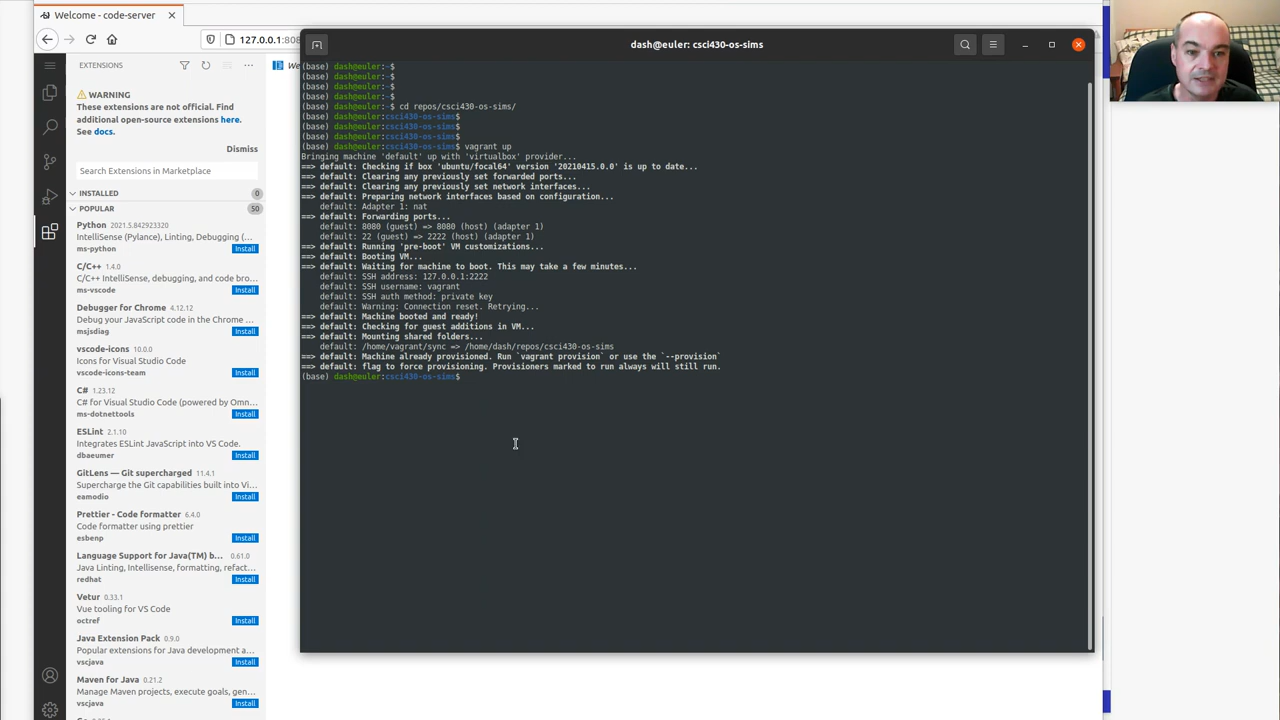 Welcome - code-server
127.0.0.1:808
EXTENSIONS
WARNING
These extensions are not official. Find
additional open-source extensions here.
See docs.
Dismiss
Search Extensions in Marketplace
INSTALLED
0
POPULAR
50
Python 2021.5.842923320
IntelliSense (Pylance), Linting, Debugging (...
ms-python
Install
C/C++ 1.4.0
C/C++ IntelliSense, debugging, and code bro...
ms-vscode
Install
Debugger for Chrome 4.12.12
Debug your JavaScript code in the Chrome ...
msjsdiag
Install
vscode-icons 10.0.0
Icons for Visual Studio Code
vscode-icons-team
Install
C# 1.23.12
C# for Visual Studio Code (powered by Omn...
ms-dotnettools
Install
ESLint 2.1.10
Integrates ESLint JavaScript into VS Code.
dbaeumer
Install
GitLens — Git supercharged 11.4.1
Supercharge the Git capabilities built into Vi...
eamodio
Install
Prettier - Code formatter 6.4.0
Code formatter using prettier
esbenp
Install
Language Support for Java(TM) b... 0.61.0
Java Linting, Intellisense, formatting, refact...
redhat
Install
Vetur 0.33.1
Vue tooling for VS Code
octref
Install
Java Extension Pack 0.9.0
Popular extensions for Java development a...
vscjava
Install
Maven for Java 0.21.2
Manage Maven projects, execute goals, gen...
vscjava
Install
We
dash@euler: csci430-os-sims
(base) dash@euler:~$
(base) dash@euler:~$
(base) dash@euler:~$
(base) dash@euler:~$
(base) dash@euler:~$ cd repos/csci430-os-sims/
(base) dash@euler:csci430-os-sims$
(base) dash@euler:csci430-os-sims$
(base) dash@euler:csci430-os-sims$
(base) dash@euler:csci430-os-sims$ vagrant up
Bringing machine 'default' up with 'virtualbox' provider...
==> default: Checking if box 'ubuntu/focal64' version '20210415.0.0' is up to date...
==> default: Clearing any previously set forwarded ports...
==> default: Clearing any previously set network interfaces...
==> default: Preparing network interfaces based on configuration...
default: Adapter 1: nat
==> default: Forwarding ports...
default: 8080 (guest) => 8080 (host) (adapter 1)
default: 22 (guest) => 2222 (host) (adapter 1)
==> default: Running 'pre-boot' VM customizations...
==> default: Booting VM...
==> default: Waiting for machine to boot. This may take a few minutes...
default: SSH address: 127.0.0.1:2222
default: SSH username: vagrant
default: SSH auth method: private key
default: Warning: Connection reset. Retrying...
==> default: Machine booted and ready!
==> default: Checking for guest additions in VM...
==> default: Mounting shared folders...
default: /home/vagrant/sync => /home/dash/repos/csci430-os-sims
==> default: Machine already provisioned. Run `vagrant provision` or use the `--provision`
==> default: flag to force provisioning. Provisioners marked to run always will still run.
(base) dash@euler:csci430-os-sims$